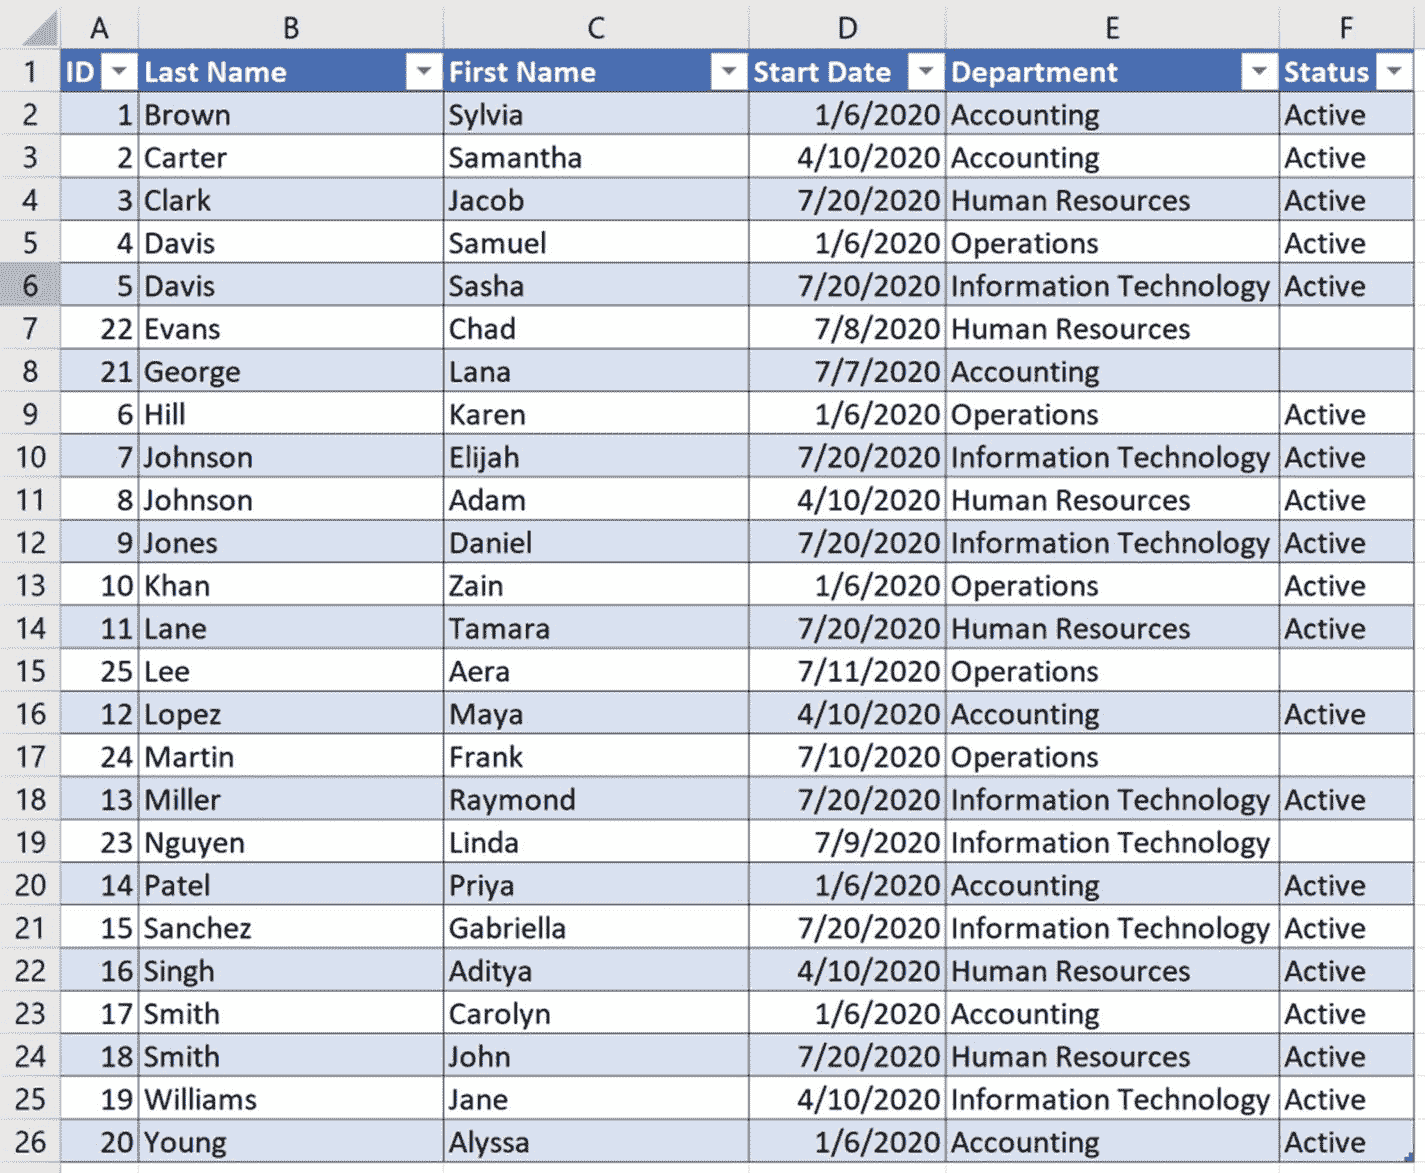 A B C D E F
1 ID Last Name First Name Start Date Department Status
2 1 Brown Sylvia 1/6/2020 Accounting Active
3 2 Carter Samantha 4/10/2020 Accounting Active
4 3 Clark Jacob 7/20/2020 Human Resources Active
5 4 Davis Samuel 1/6/2020 Operations Active
6 5 Davis Sasha 7/20/2020 Information Technology Active
7 22 Evans Chad 7/8/2020 Human Resources
8 21 George Lana 7/7/2020 Accounting
9 6 Hill Karen 1/6/2020 Operations Active
10 7 Johnson Elijah 7/20/2020 Information Technology Active
11 8 Johnson Adam 4/10/2020 Human Resources Active
12 9 Jones Daniel 7/20/2020 Information Technology Active
13 10 Khan Zain 1/6/2020 Operations Active
14 11 Lane Tamara 7/20/2020 Human Resources Active
15 25 Lee Aera 7/11/2020 Operations
16 12 Lopez Maya 4/10/2020 Accounting Active
17 24 Martin Frank 7/10/2020 Operations
18 13 Miller Raymond 7/20/2020 Information Technology Active
19 23 Nguyen Linda 7/9/2020 Information Technology
20 14 Patel Priya 1/6/2020 Accounting Active
21 15 Sanchez Gabriella 7/20/2020 Information Technology Active
22 16 Singh Aditya 4/10/2020 Human Resources Active
23 17 Smith Carolyn 1/6/2020 Accounting Active
24 18 Smith John 7/20/2020 Human Resources Active
25 19 Williams Jane 4/10/2020 Information Technology Active
26 20 Young Alyssa 1/6/2020 Accounting Active